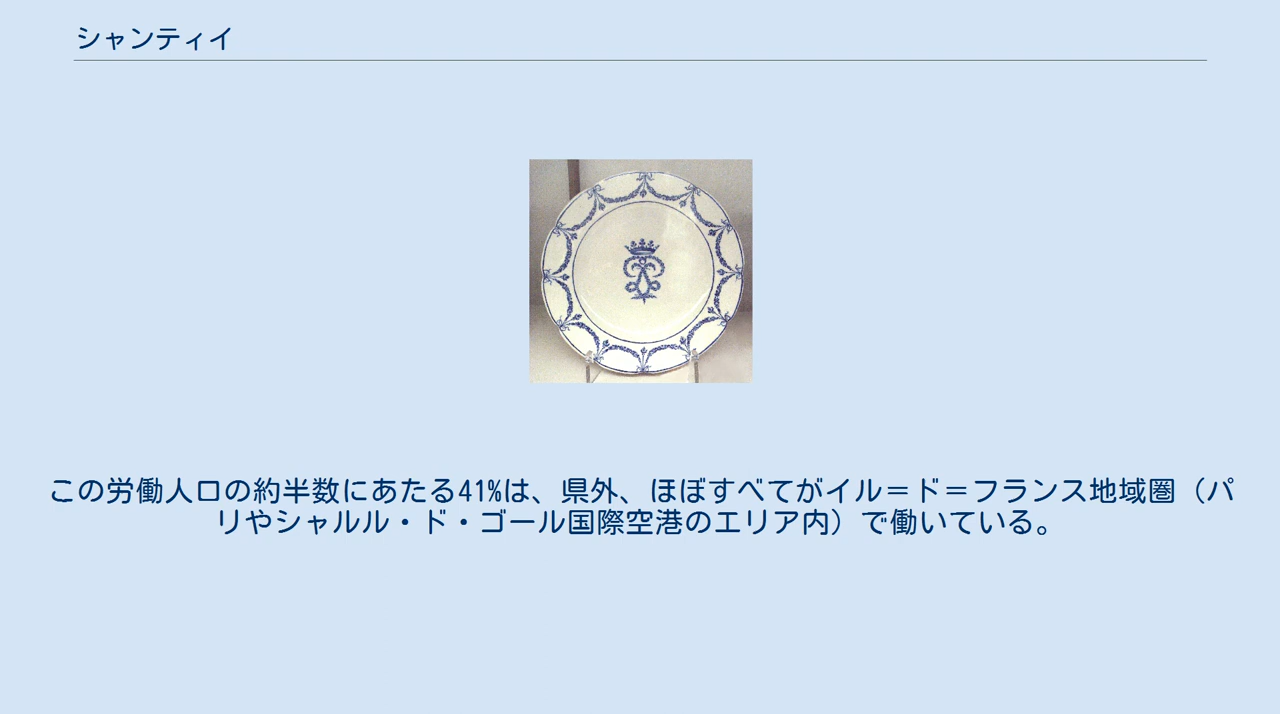 シャンティイ
この労働人口の約半数にあたる41%は、県外、ほぼすべてがイル＝ド＝フランス地域圏（パ
リやシャルル・ド・ゴール国際空港のエリア内）で働いている。